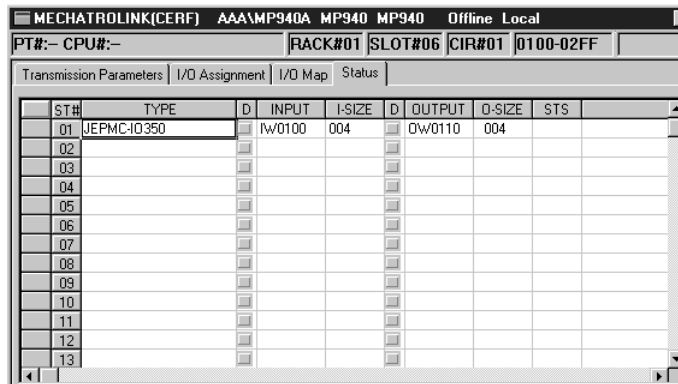 MECHATROLINK(CERF) AAA\MP940A MP940 MP940 Offline Local
PT#:– CPU#:– RACK#01 SLOT#06 CIR#01 0100-02FF
Transmission Parameters I/O Assignment I/O Map Status
ST# TYPE D INPUT I-SIZE D OUTPUT O-SIZE STS
01 JEPMC-IO350 IW0100 004 OW0110 004
02
03
04
05
06
07
08
09
10
11
12
13